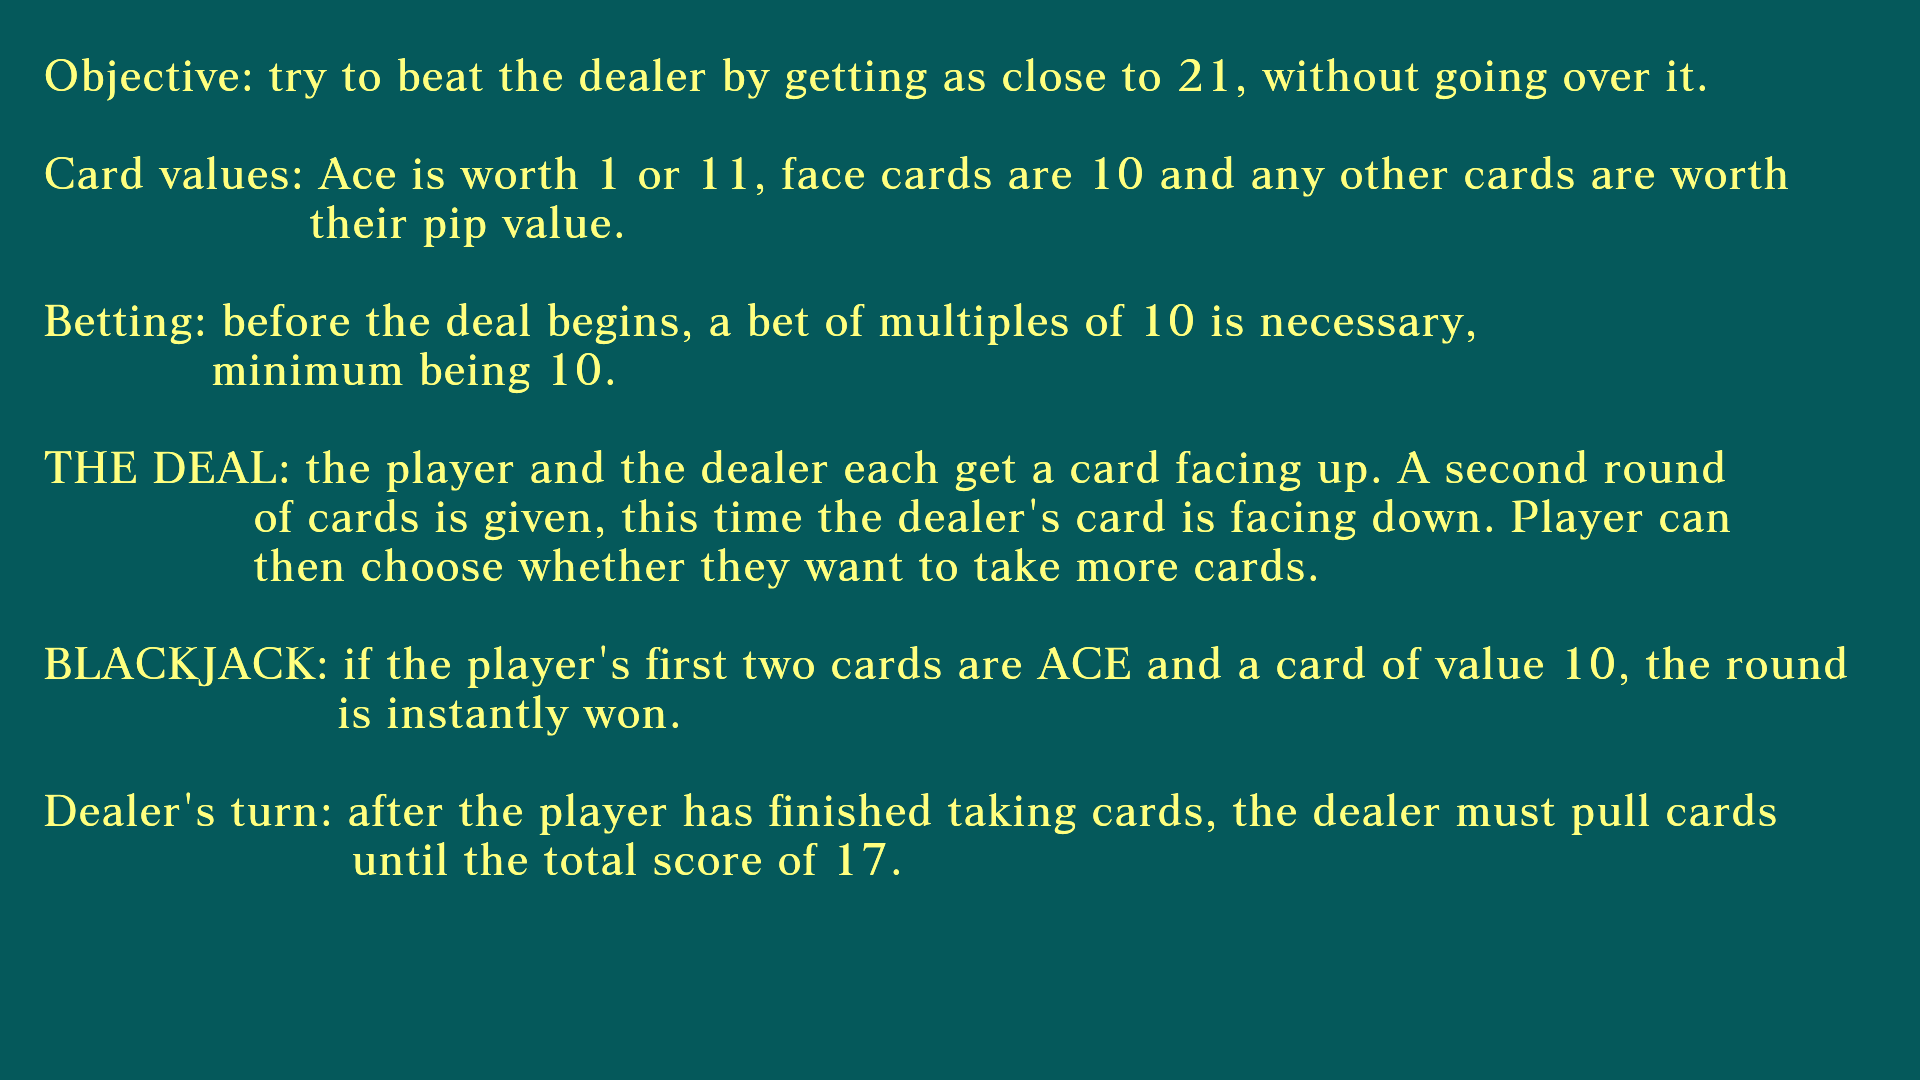 Objective: try to beat the dealer by getting as close to 21, without going over it.
Card values: Ace is worth 1 or 11, face cards are 10 and any other cards are worth
their pip value.
Betting: before the deal begins, a bet of multiples of 10 is necessary,
minimum being 10.
THE DEAL: the player and the dealer each get a card facing up. A second round
of cards is given, this time the dealer's card is facing down. Player can
then choose whether they want to take more cards.
BLACKJACK: if the player's first two cards are ACE and a card of value 10, the round
is instantly won.
Dealer's turn: after the player has finished taking cards, the dealer must pull cards
until the total score of 17.